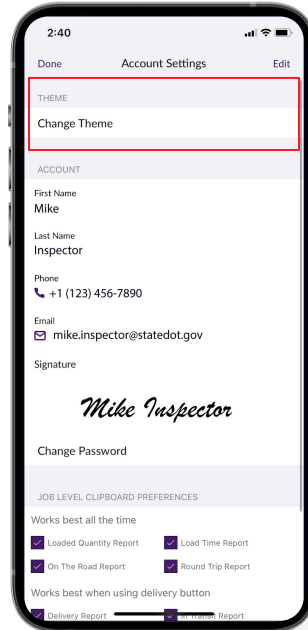 2:40
Done Account Settings Edit
THEME
Change Theme
ACCOUNT
First Name
Mike
Last Name
Inspector
Phone
+1 (123) 456-7890
Email
mike.inspector@statedot.gov
Signature
Mike Inspector
Change Password
JOB LEVEL CLIPBOARD PREFERENCES
Works best all the time
Loaded Quantity Report Load Time Report
On The Road Report Round Trip Report
Works best when using delivery button
Delivery Report In Transit Report